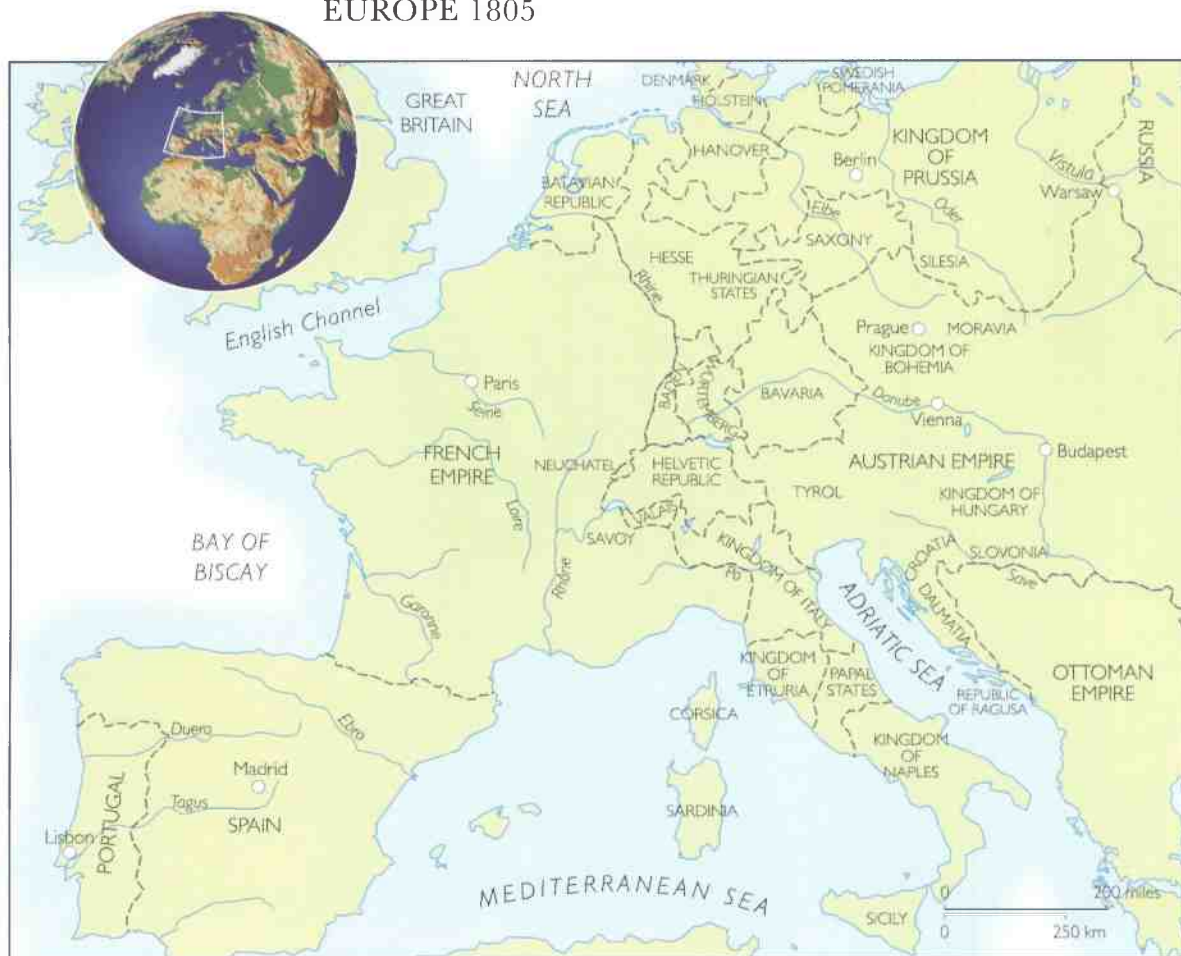 EUROPE 1805
NORTH
SEA
DENMARK
HOLSTEIN
SWEDISH
POMERANIA
GREAT
BRITAIN
KINGDOM
OF
PRUSSIA
RUSSIA
HANOVER
Berlin
Vistula
Warsaw
BATAVIAN
REPUBLIC
Elbe
Oder
SAXONY
SILESIA
HESSE
THURINGIAN
STATES
Rhine
English Channel
Prague
MORAVIA
KINGDOM OF
BOHEMIA
Paris
Seine
BADEN
WÜRTEMBERG
BAVARIA
Danube
Vienna
FRENCH
EMPIRE
NEUCHATEL
HELVETIC
REPUBLIC
AUSTRIAN EMPIRE
Budapest
TYROL
KINGDOM OF
HUNGARY
Loire
VALAIS
SAVOY
BAY OF
BISCAY
KINGDOM OF ITALY
CROATIA
SLOVONIA
Rhône
Po
Save
Garonne
DALMATIA
ADRIATIC SEA
KINGDOM
OF
ETRURIA
PAPAL
STATES
OTTOMAN
EMPIRE
REPUBLIC
OF RAGUSA
CORSICA
Duero
Ebro
KINGDOM
OF
NAPLES
Madrid
PORTUGAL
Tagus
SARDINIA
SPAIN
Lisbon
MEDITERRANEAN SEA
0 200 miles
SICILY
0 250 km